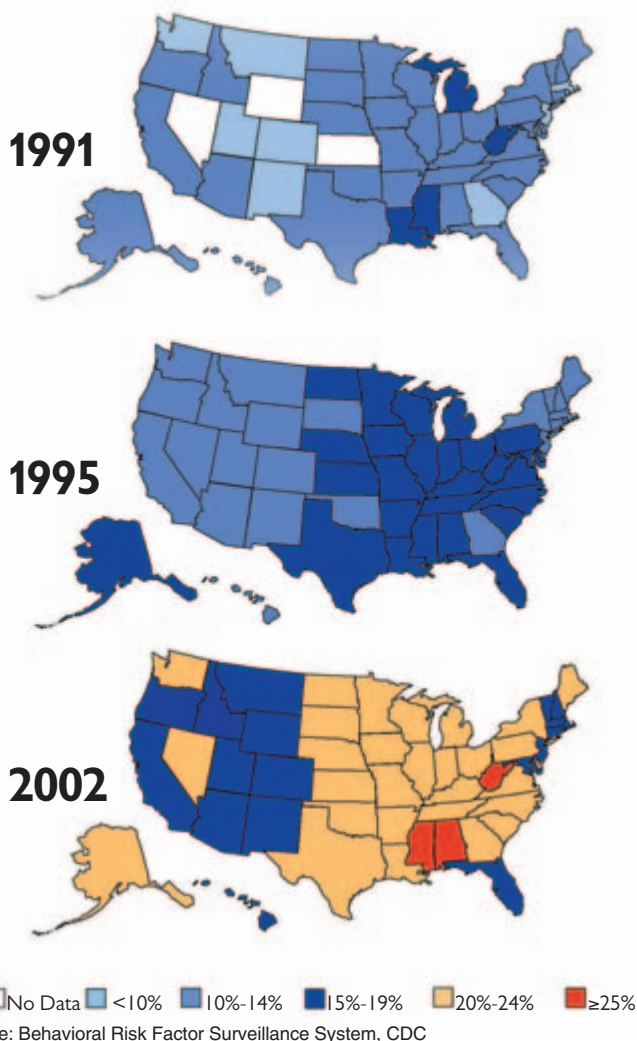 1991
1995
2002
No Data <10% 10%-14% 15%-19% 20%-24% ≥25%
e: Behavioral Risk Factor Surveillance System, CDC